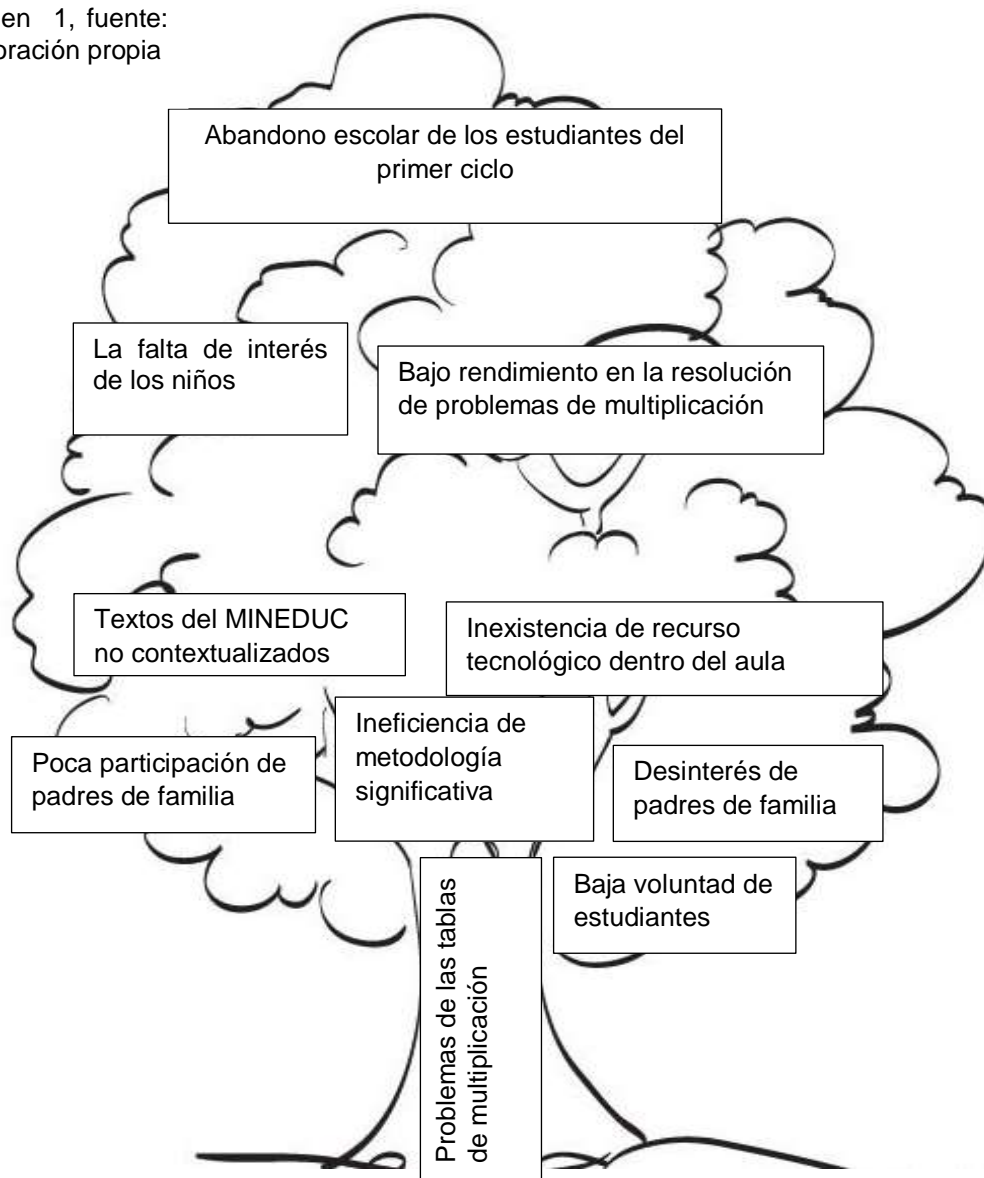 en 1, fuente:
oración propia
Abandono escolar de los estudiantes del
primer ciclo
La falta de interés
de los niños
Bajo rendimiento en la resolución
de problemas de multiplicación
Textos del MINEDUC
no contextualizados
Inexistencia de recurso
tecnológico dentro del aula
Poca participación de
padres de familia
Ineficiencia de
metodología
significativa
Desinterés de
padres de familia
Baja voluntad de
estudiantes
Problemas de las tablas
de multiplicación